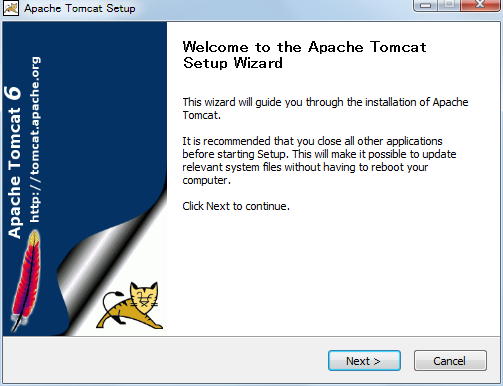 Apache Tomcat Setup
Apache Tomcat 6
http://tomcat.apache.org
Welcome to the Apache Tomcat
Setup Wizard
This wizard will guide you through the installation of Apache
Tomcat.
It is recommended that you close all other applications
before starting Setup. This will make it possible to update
relevant system files without having to reboot your
computer.
Click Next to continue.
Next >
Cancel